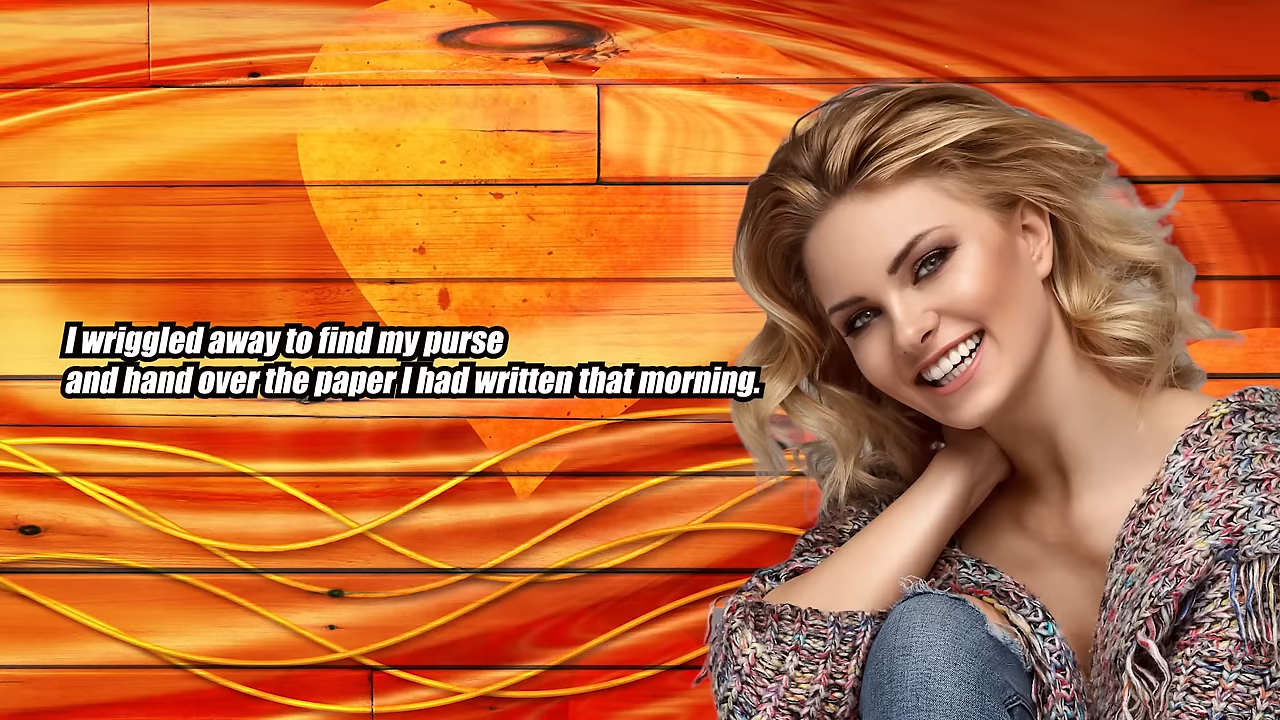 I wriggled away to find my purse
and hand over the paper I had written that morning.